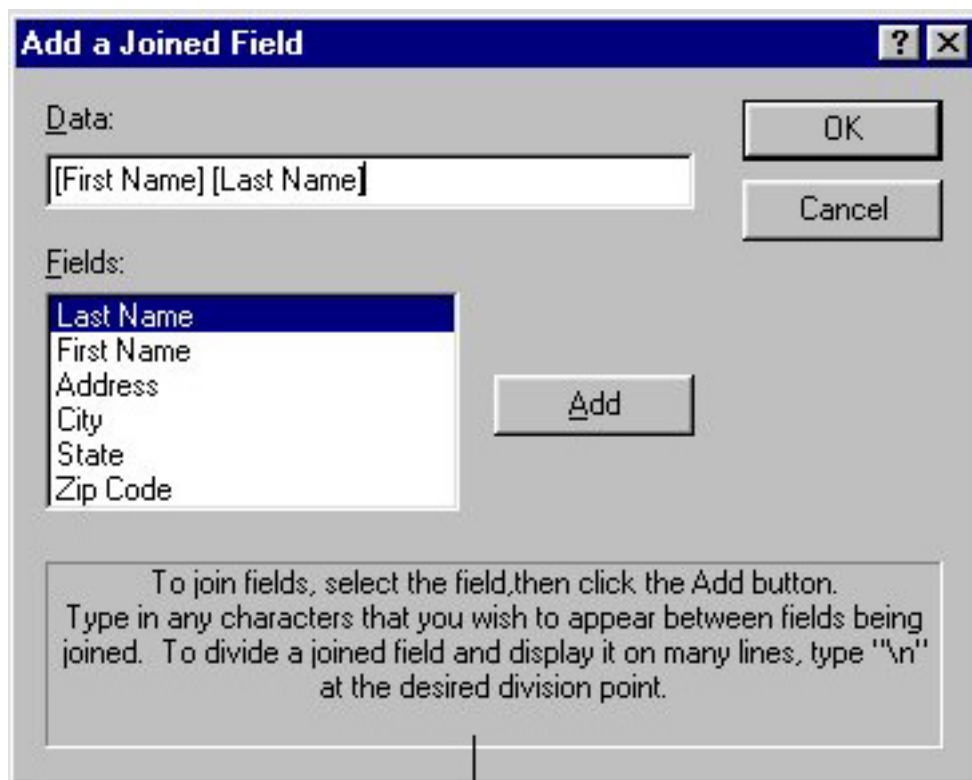 Add a Joined Field
? X
Data:
OK
[First Name] [Last Name]
Cancel
Fields:
Last Name
First Name
Address
City
State
Zip Code
Add
To join fields, select the field,then click the Add button.
Type in any characters that you wish to appear between fields being
joined. To divide a joined field and display it on many lines, type "\n"
at the desired division point.